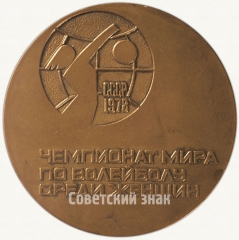 СССР
1978
ЧЕМПИОНАТ МИРА
ПО ВОЛЕЙБОЛУ
СРЕДИ ЖЕНЩИН
Советский знак